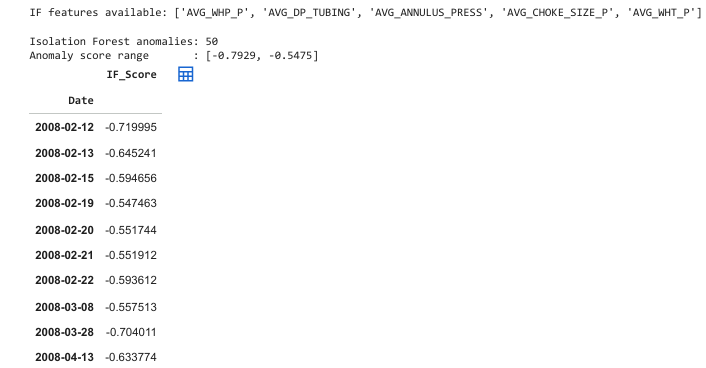 IF features available: ['AVG_WHP_P', 'AVG_DP_TUBING', 'AVG_ANNULUS_PRESS', 'AVG_CHOKE_SIZE_P', 'AVG_WHT_P']
Isolation Forest anomalies: 50
Anomaly score range      : [-0.7929, -0.5475]
IF_Score
Date
2008-02-12 -0.719995
2008-02-13 -0.645241
2008-02-15 -0.594656
2008-02-19 -0.547463
2008-02-20 -0.551744
2008-02-21 -0.551912
2008-02-22 -0.593612
2008-03-08 -0.557513
2008-03-28 -0.704011
2008-04-13 -0.633774